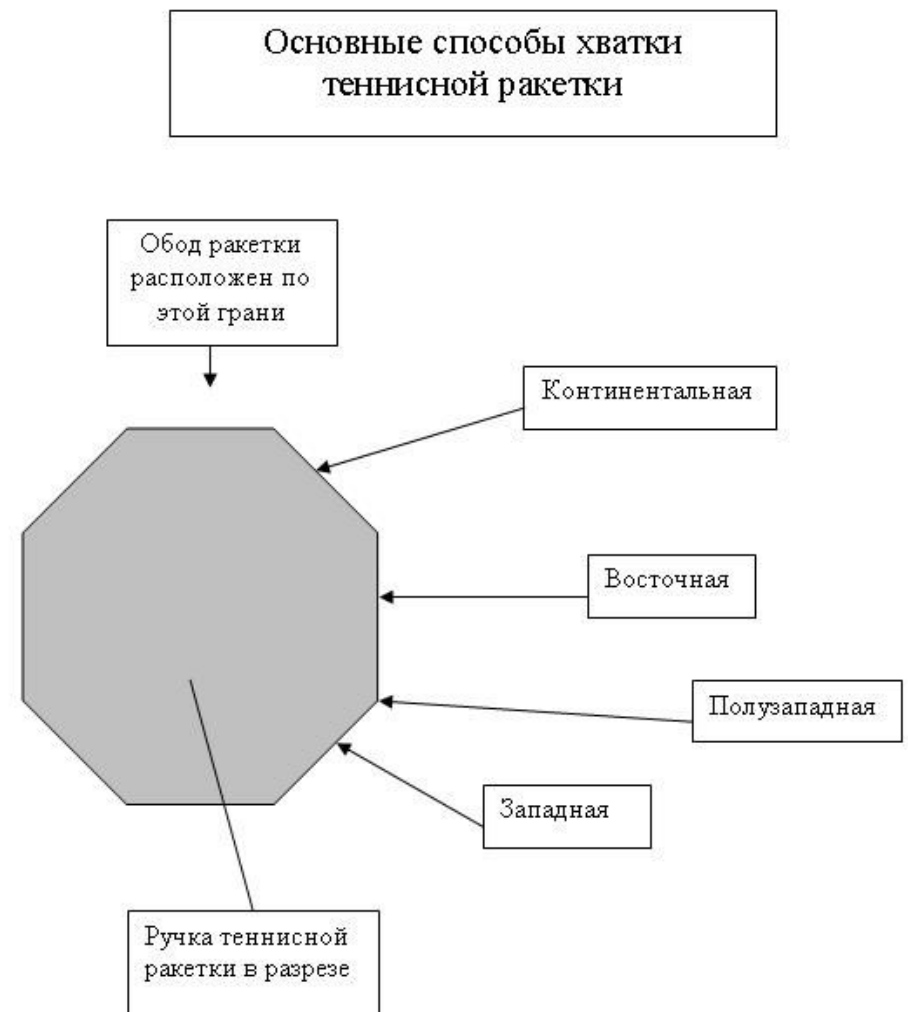 Основные способы хватки
теннисной ракетки
Обод ракетки
расположен по
этой грани
Континентальная
Восточная
Полузападная
Западная
Ручка теннисной
ракетки в разрезе